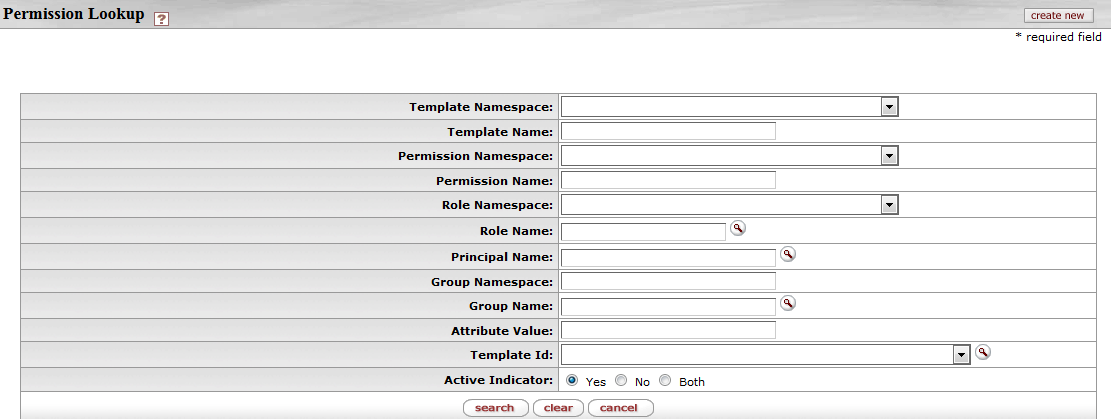 Permission Lookup ?
create new
* required field
Template Namespace:
Template Name:
Permission Namespace:
Permission Name:
Role Namespace:
Role Name:
Principal Name:
Group Namespace:
Group Name:
Attribute Value:
Template Id:
Active Indicator: Yes No Both
search clear cancel